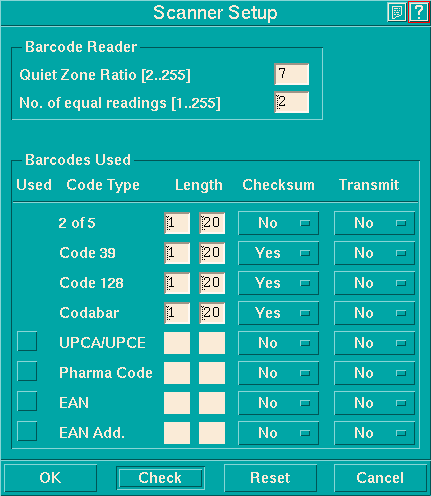 Scanner Setup ?
Barcode Reader
Quiet Zone Ratio [2..255] 7
No. of equal readings [1..255] 2
Barcodes Used
Used Code Type Length Checksum Transmit
2 of 5 1 20 No No
Code 39 1 20 Yes No
Code 128 1 20 Yes No
Codabar 1 20 Yes No
UPCA/UPCE No No
Pharma Code No No
EAN No No
EAN Add. No No
OK Check Reset Cancel